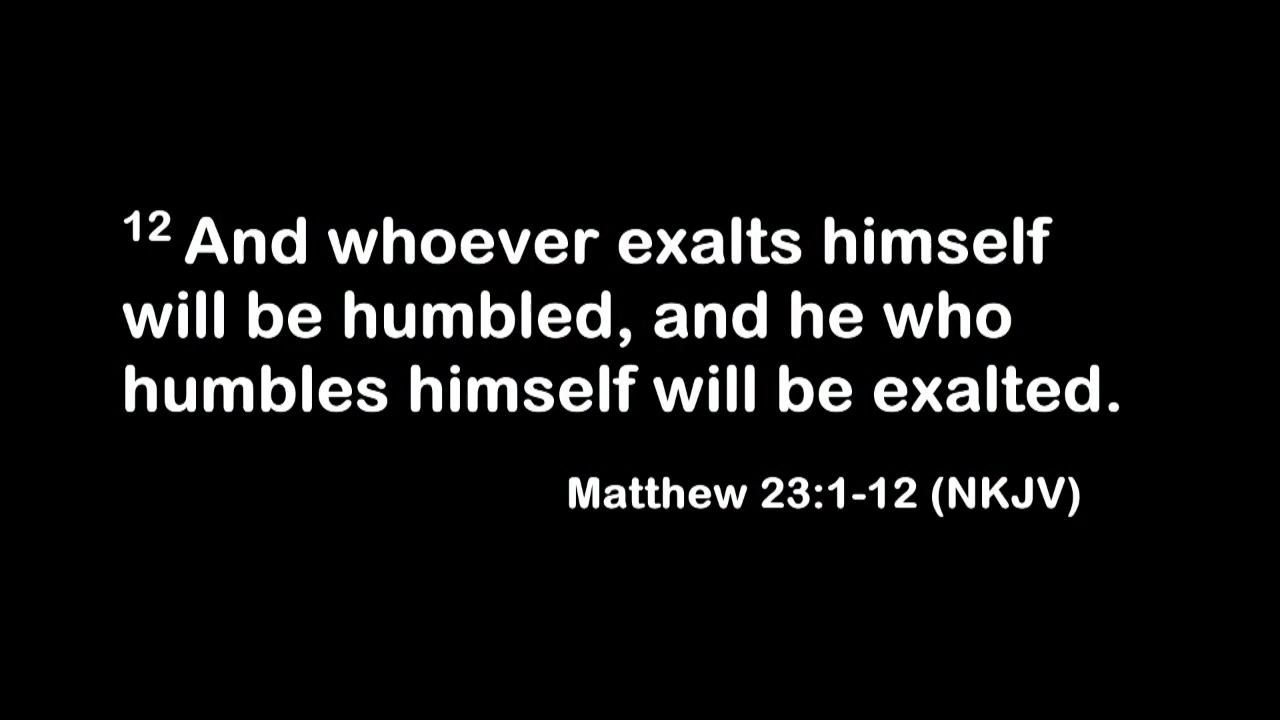 12 And whoever exalts himself
will be humbled, and he who
humbles himself will be exalted.
Matthew 23:1-12 (NKJV)